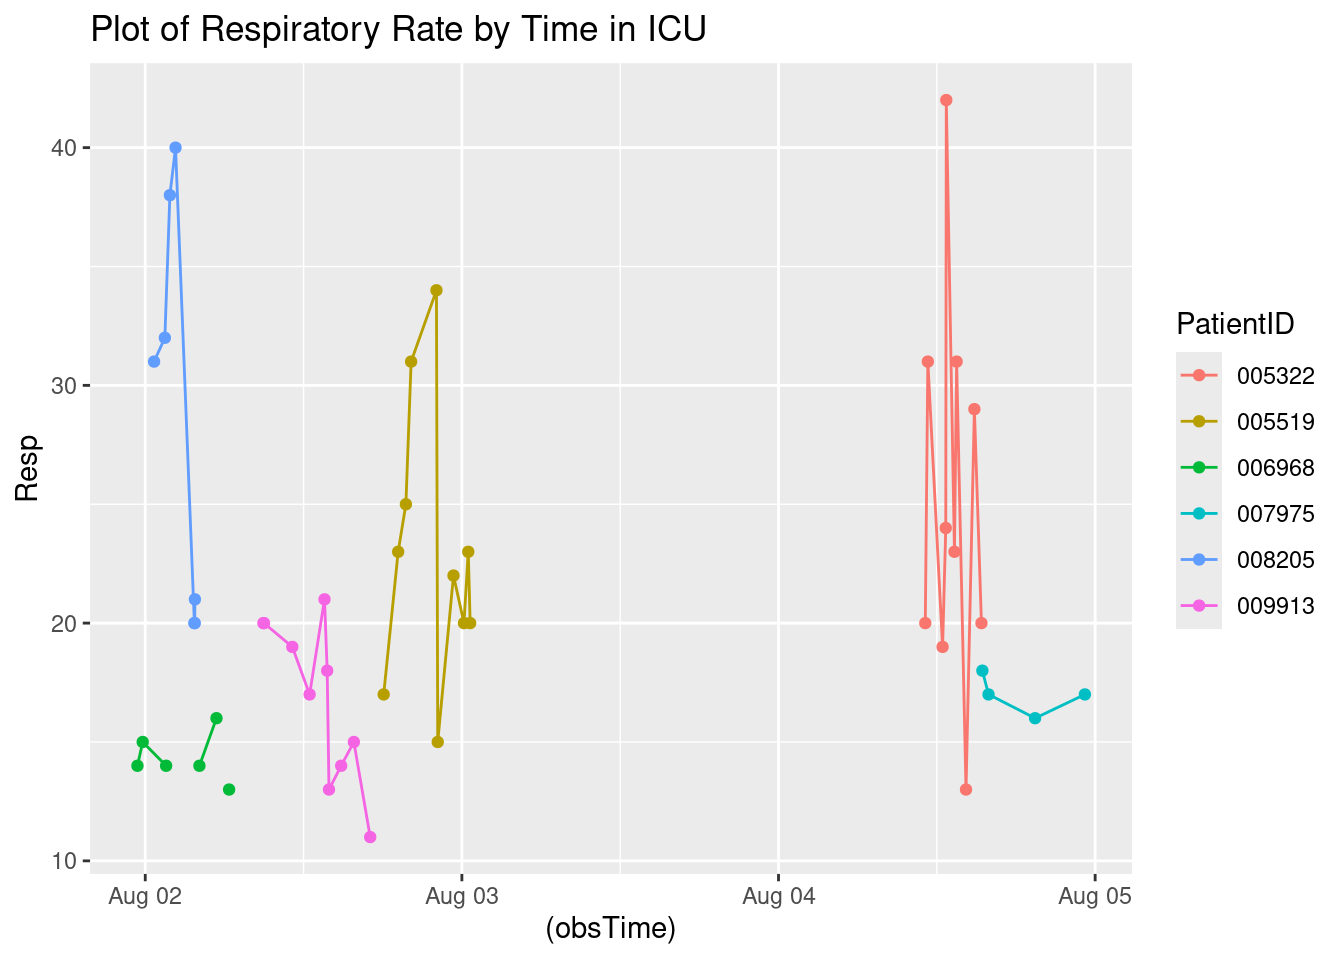 Plot of Respiratory Rate by Time in ICU
40
30
20
10
Resp
Aug 02
Aug 03
Aug 04
Aug 05
(obsTime)
PatientID
005322
005519
006968
007975
008205
009913